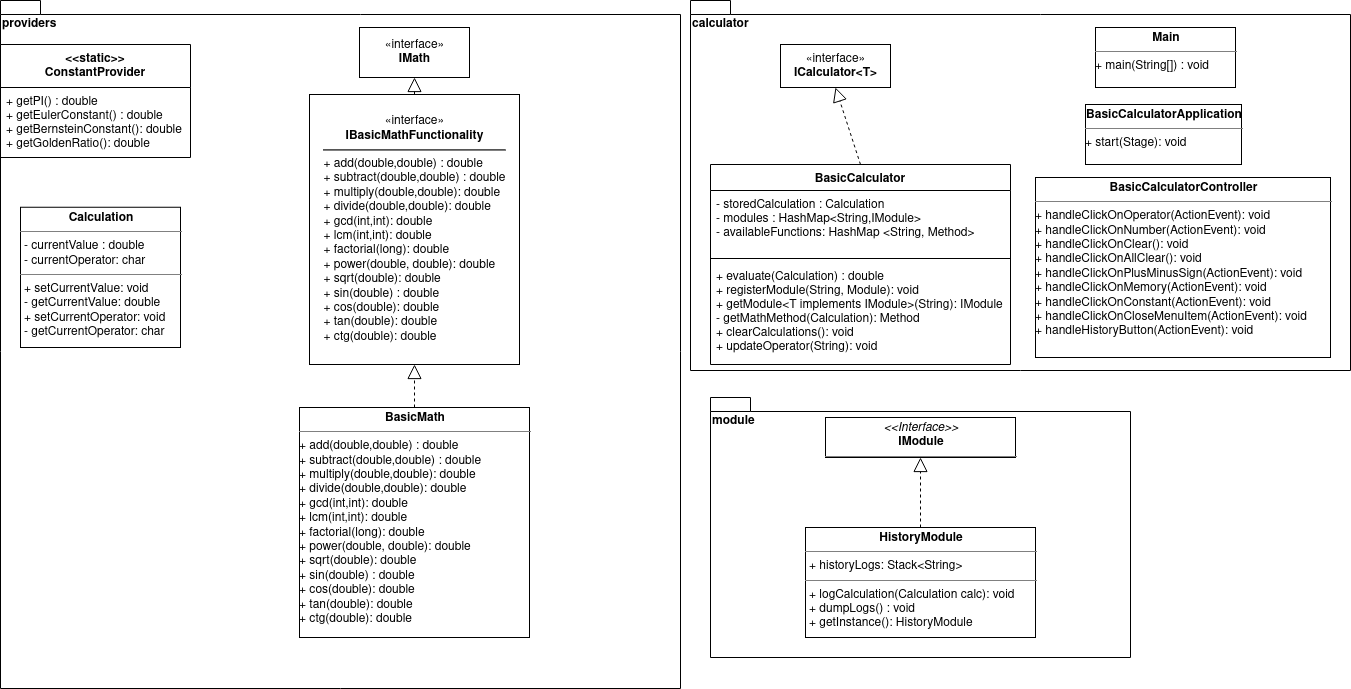 providers
<<static>>
ConstantProvider
+ getPI() : double
+ getEulerConstant() : double
+ getBernsteinConstant(): double
+ getGoldenRatio(): double
Calculation
- currentValue : double
- currentOperator: char
+ setCurrentValue: void
- getCurrentValue: double
+ setCurrentOperator: void
- getCurrentOperator: char
«interface»
IMath
«interface»
IBasicMathFunctionality
+ add(double,double) : double
+ subtract(double,double) : double
+ multiply(double,double): double
+ divide(double,double): double
+ gcd(int,int): double
+ lcm(int,int): double
+ factorial(long): double
+ power(double, double): double
+ sqrt(double): double
+ sin(double) : double
+ cos(double): double
+ tan(double): double
+ ctg(double): double
BasicMath
+ add(double,double) : double
+ subtract(double,double) : double
+ multiply(double,double): double
+ divide(double,double): double
+ gcd(int,int): double
+ lcm(int,int): double
+ factorial(long): double
+ power(double, double): double
+ sqrt(double): double
+ sin(double) : double
+ cos(double): double
+ tan(double): double
+ ctg(double): double
calculator
«interface»
ICalculator<T>
BasicCalculator
- storedCalculation : Calculation
- modules : HashMap<String,IModule>
- availableFunctions: HashMap <String, Method>
+ evaluate(Calculation) : double
+ registerModule(String, Module): void
+ getModule<T implements IModule>(String): IModule
- getMathMethod(Calculation): Method
+ clearCalculations(): void
+ updateOperator(String): void
Main
+ main(String[]) : void
BasicCalculatorApplication
+ start(Stage): void
BasicCalculatorController
+ handleClickOnOperator(ActionEvent): void
+ handleClickOnNumber(ActionEvent): void
+ handleClickOnClear(): void
+ handleClickOnAllClear(): void
+ handleClickOnPlusMinusSign(ActionEvent): void
+ handleClickOnMemory(ActionEvent): void
+ handleClickOnConstant(ActionEvent): void
+ handleClickOnCloseMenuItem(ActionEvent): void
+ handleHistoryButton(ActionEvent): void
module
<<Interface>>
IModule
HistoryModule
+ historyLogs: Stack<String>
+ logCalculation(Calculation calc): void
+ dumpLogs() : void
+ getInstance(): HistoryModule